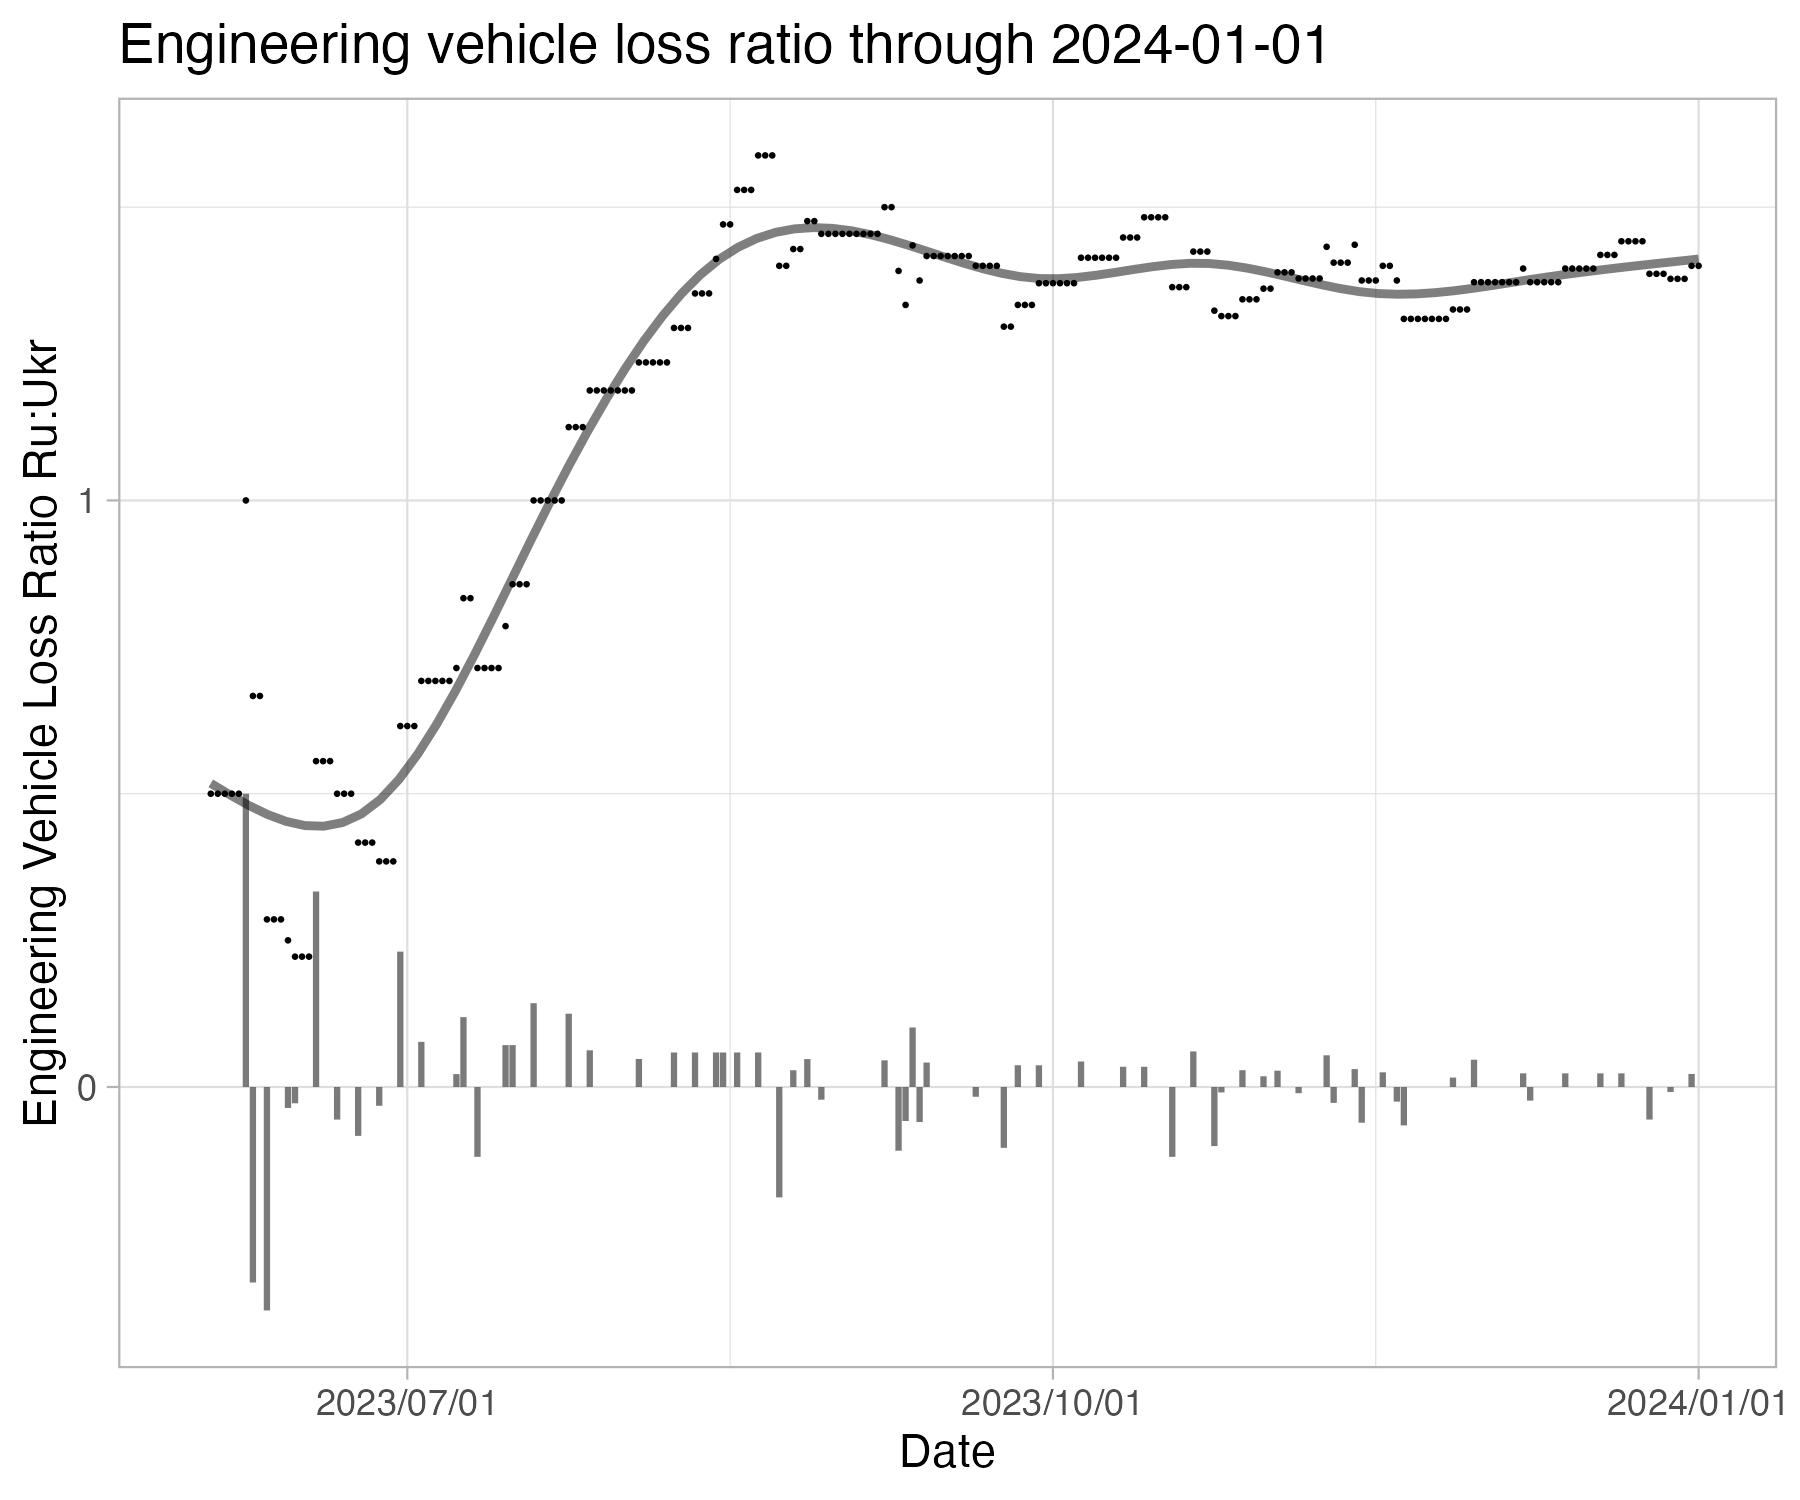 Engineering vehicle loss ratio through 2024-01-01
Engineering Vehicle Loss Ratio Ru:Ukr
1
0
2023/07/01
2023/10/01
2024/01/01
Date